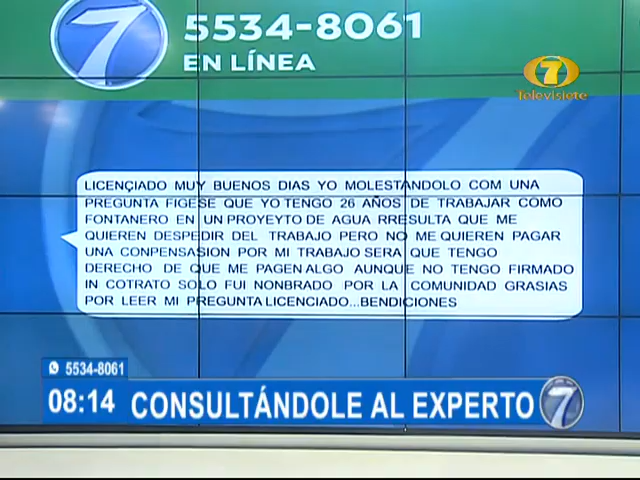 7
5534-8061
EN LÍNEA
7
Televisiete
LICENÇIADO MUY BUENOS DIAS YO MOLESTANDOLO COM UNA
PREGUNTA FIGESE QUE YO TENGO 26 AÑOS DE TRABAJAR COMO
FONTANERO EN UN PROYEYTO DE AGUA RRESULTA QUE ME
QUIEREN DESPEDIR DEL TRABAJO PERO NO ME QUIEREN PAGAR
UNA CONPENSASION POR MI TRABAJO SERA QUE TENGO
DERECHO DE QUE ME PAGEN ALGO AUNQUE NO TENGO FIRMADO
IN COTRATO SOLO FUI NONBRADO POR LA COMUNIDAD GRASIAS
POR LEER MI PREGUNTA LICENCIADO...BENDICIONES
5534-8061
08:14 CONSULTÁNDOLE AL EXPERTO 7